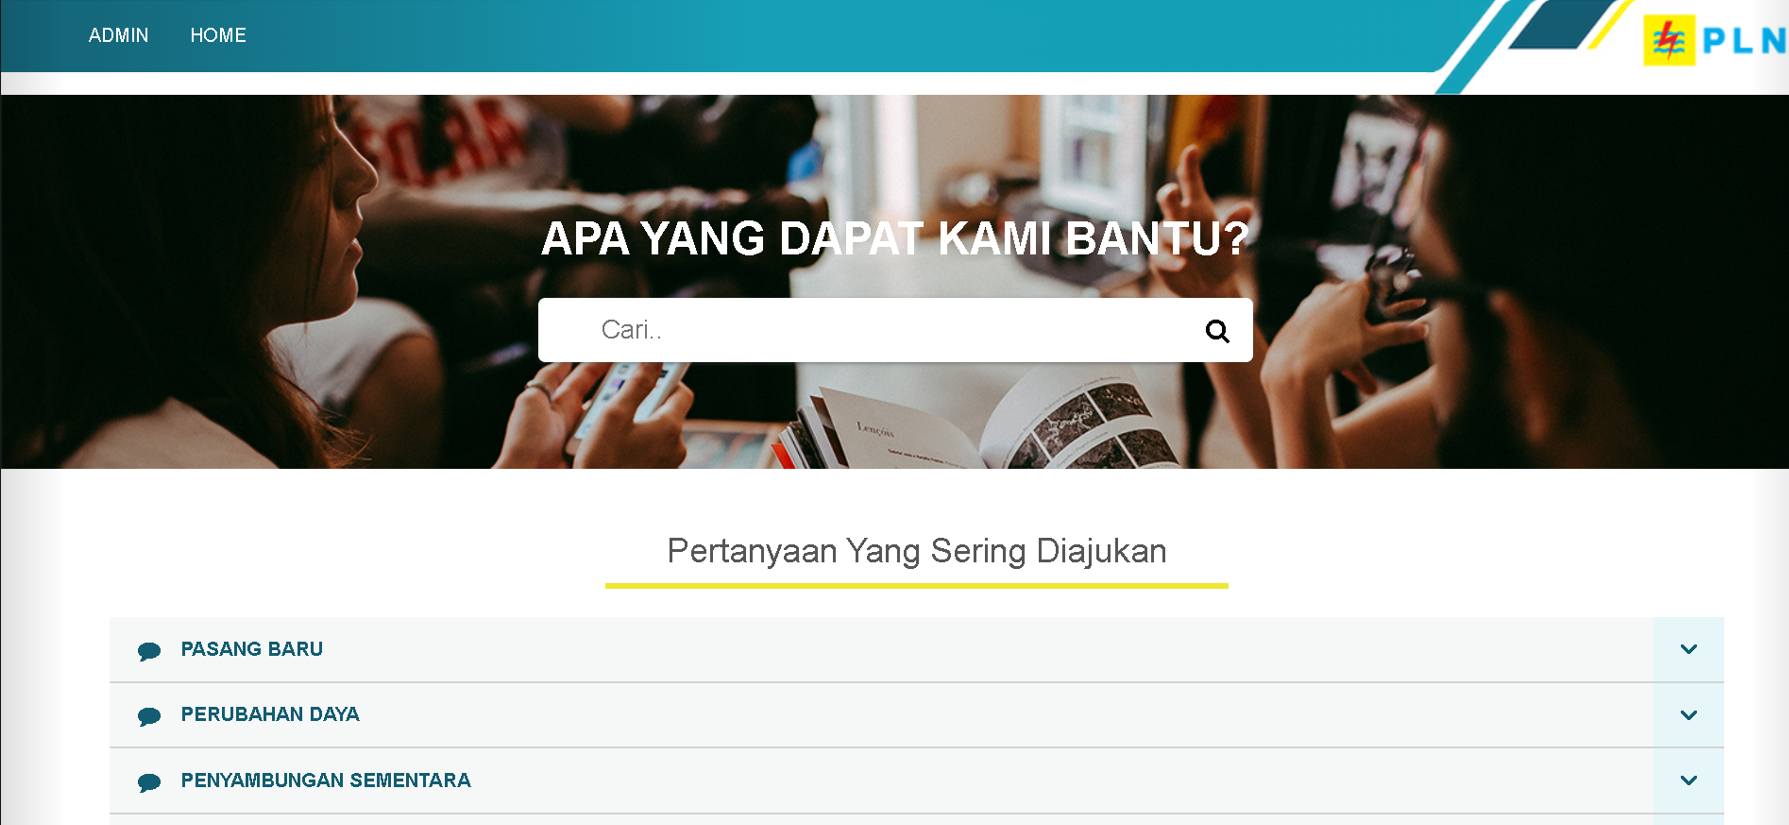 ADMIN HOME
PLN
APA YANG DAPAT KAMI BANTU?
Cari..
Lençóis
Pertanyaan Yang Sering Diajukan
PASANG BARU
PERUBAHAN DAYA
PENYAMBUNGAN SEMENTARA